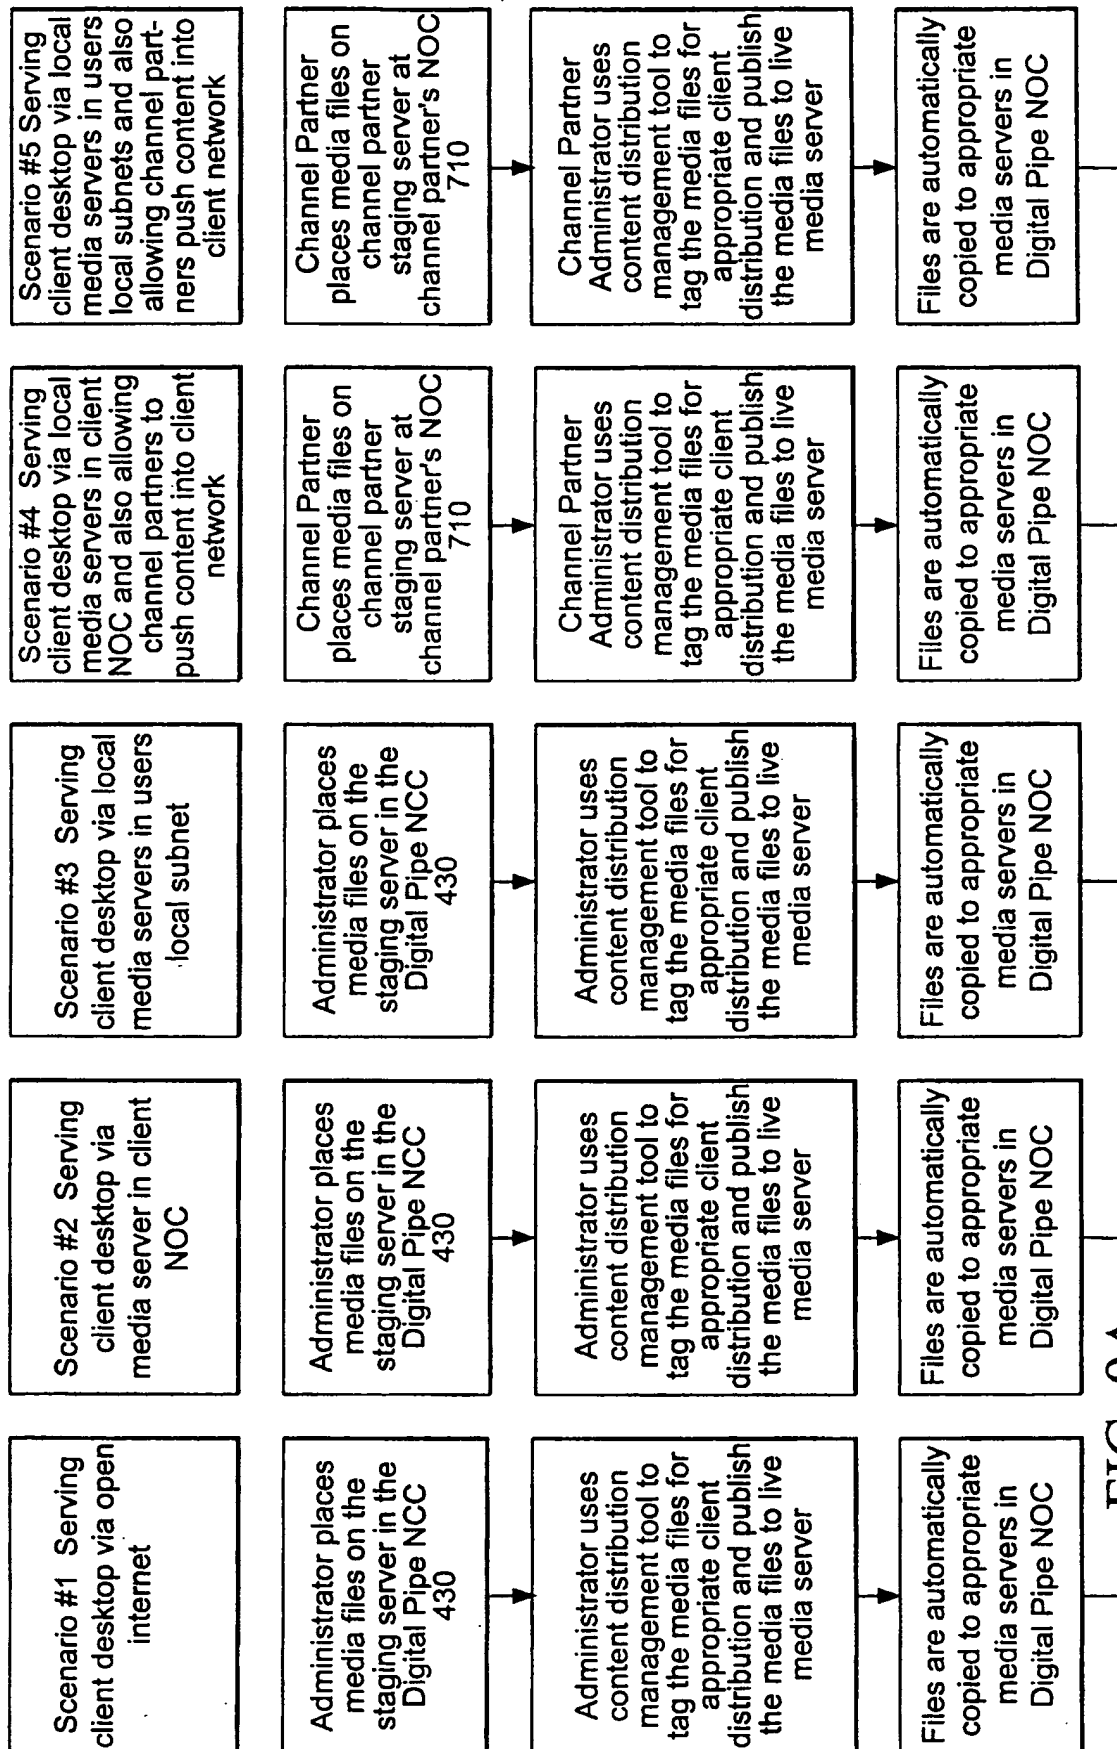 Scenario #1 Serving
client desktop via open
internet
Administrator places
media files on the
staging server in the
Digital Pipe NCC
430
Administrator uses
content distribution
management tool to
tag the media files for
appropriate client
distribution and publish
the media files to live
media server
Files are automatically
copied to appropriate
media servers in
Digital Pipe NOC
Scenario #2 Serving
client desktop via
media server in client
NOC
Administrator places
media files on the
staging server in the
Digital Pipe NCC
430
Administrator uses
content distribution
management tool to
tag the media files for
appropriate client
distribution and publish
the media files to live
media server
Files are automatically
copied to appropriate
media servers in
Digital Pipe NOC
Scenario #3 Serving
client desktop via local
media servers in users
local subnet
Administrator places
media files on the
staging server in the
Digital Pipe NCC
430
Administrator uses
content distribution
management tool to
tag the media files for
appropriate client
distribution and publish
the media files to live
media server
Files are automatically
copied to appropriate
media servers in
Digital Pipe NOC
Scenario #4 Serving
client desktop via local
media servers in client
NOC and also allowing
channel partners to
push content into client
network
Channel Partner
places media files on
channel partner
staging server at
channel partner's NOC
710
Channel Partner
Administrator uses
content distribution
management tool to
tag the media files for
appropriate client
distribution and publish
the media files to live
media server
Files are automatically
copied to appropriate
media servers in
Digital Pipe NOC
Scenario #5 Serving
client desktop via local
media servers in users
local subnets and also
allowing channel part-
ners push content into
client network
Channel Partner
places media files on
channel partner
staging server at
channel partner's NOC
710
Channel Partner
Administrator uses
content distribution
management tool to
tag the media files for
appropriate client
distribution and publish
the media files to live
media server
Files are automatically
copied to appropriate
media servers in
Digital Pipe NOC
FIG.